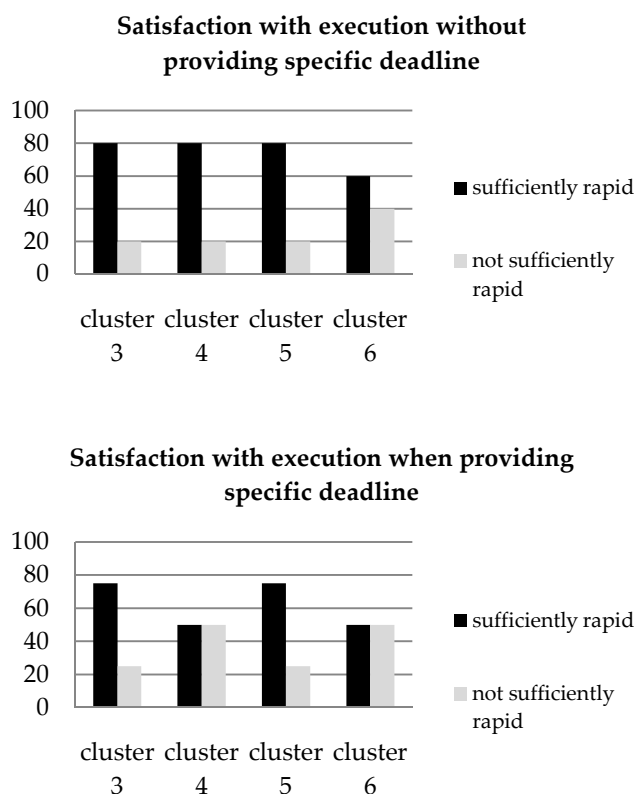 Satisfaction with execution without
providing specific deadline
100
80
60
40
20
0
sufficiently rapid
not sufficiently
rapid
cluster cluster cluster cluster
3 4 5 6
Satisfaction with execution when providing
specific deadline
100
80
60
40
20
0
sufficiently rapid
not sufficiently
rapid
cluster cluster cluster cluster
3 4 5 6